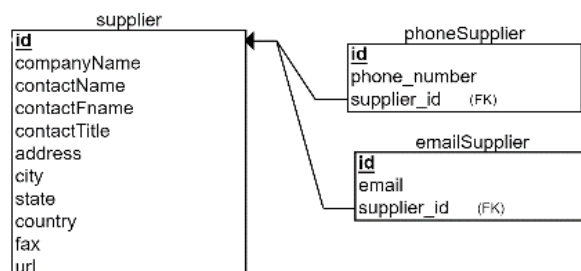 supplier
id
companyName
contactName
contactFname
contactTitle
address
city
state
country
fax
url
phoneSupplier
id
phone_number
supplier_id (FK)
emailSupplier
id
email
supplier_id (FK)